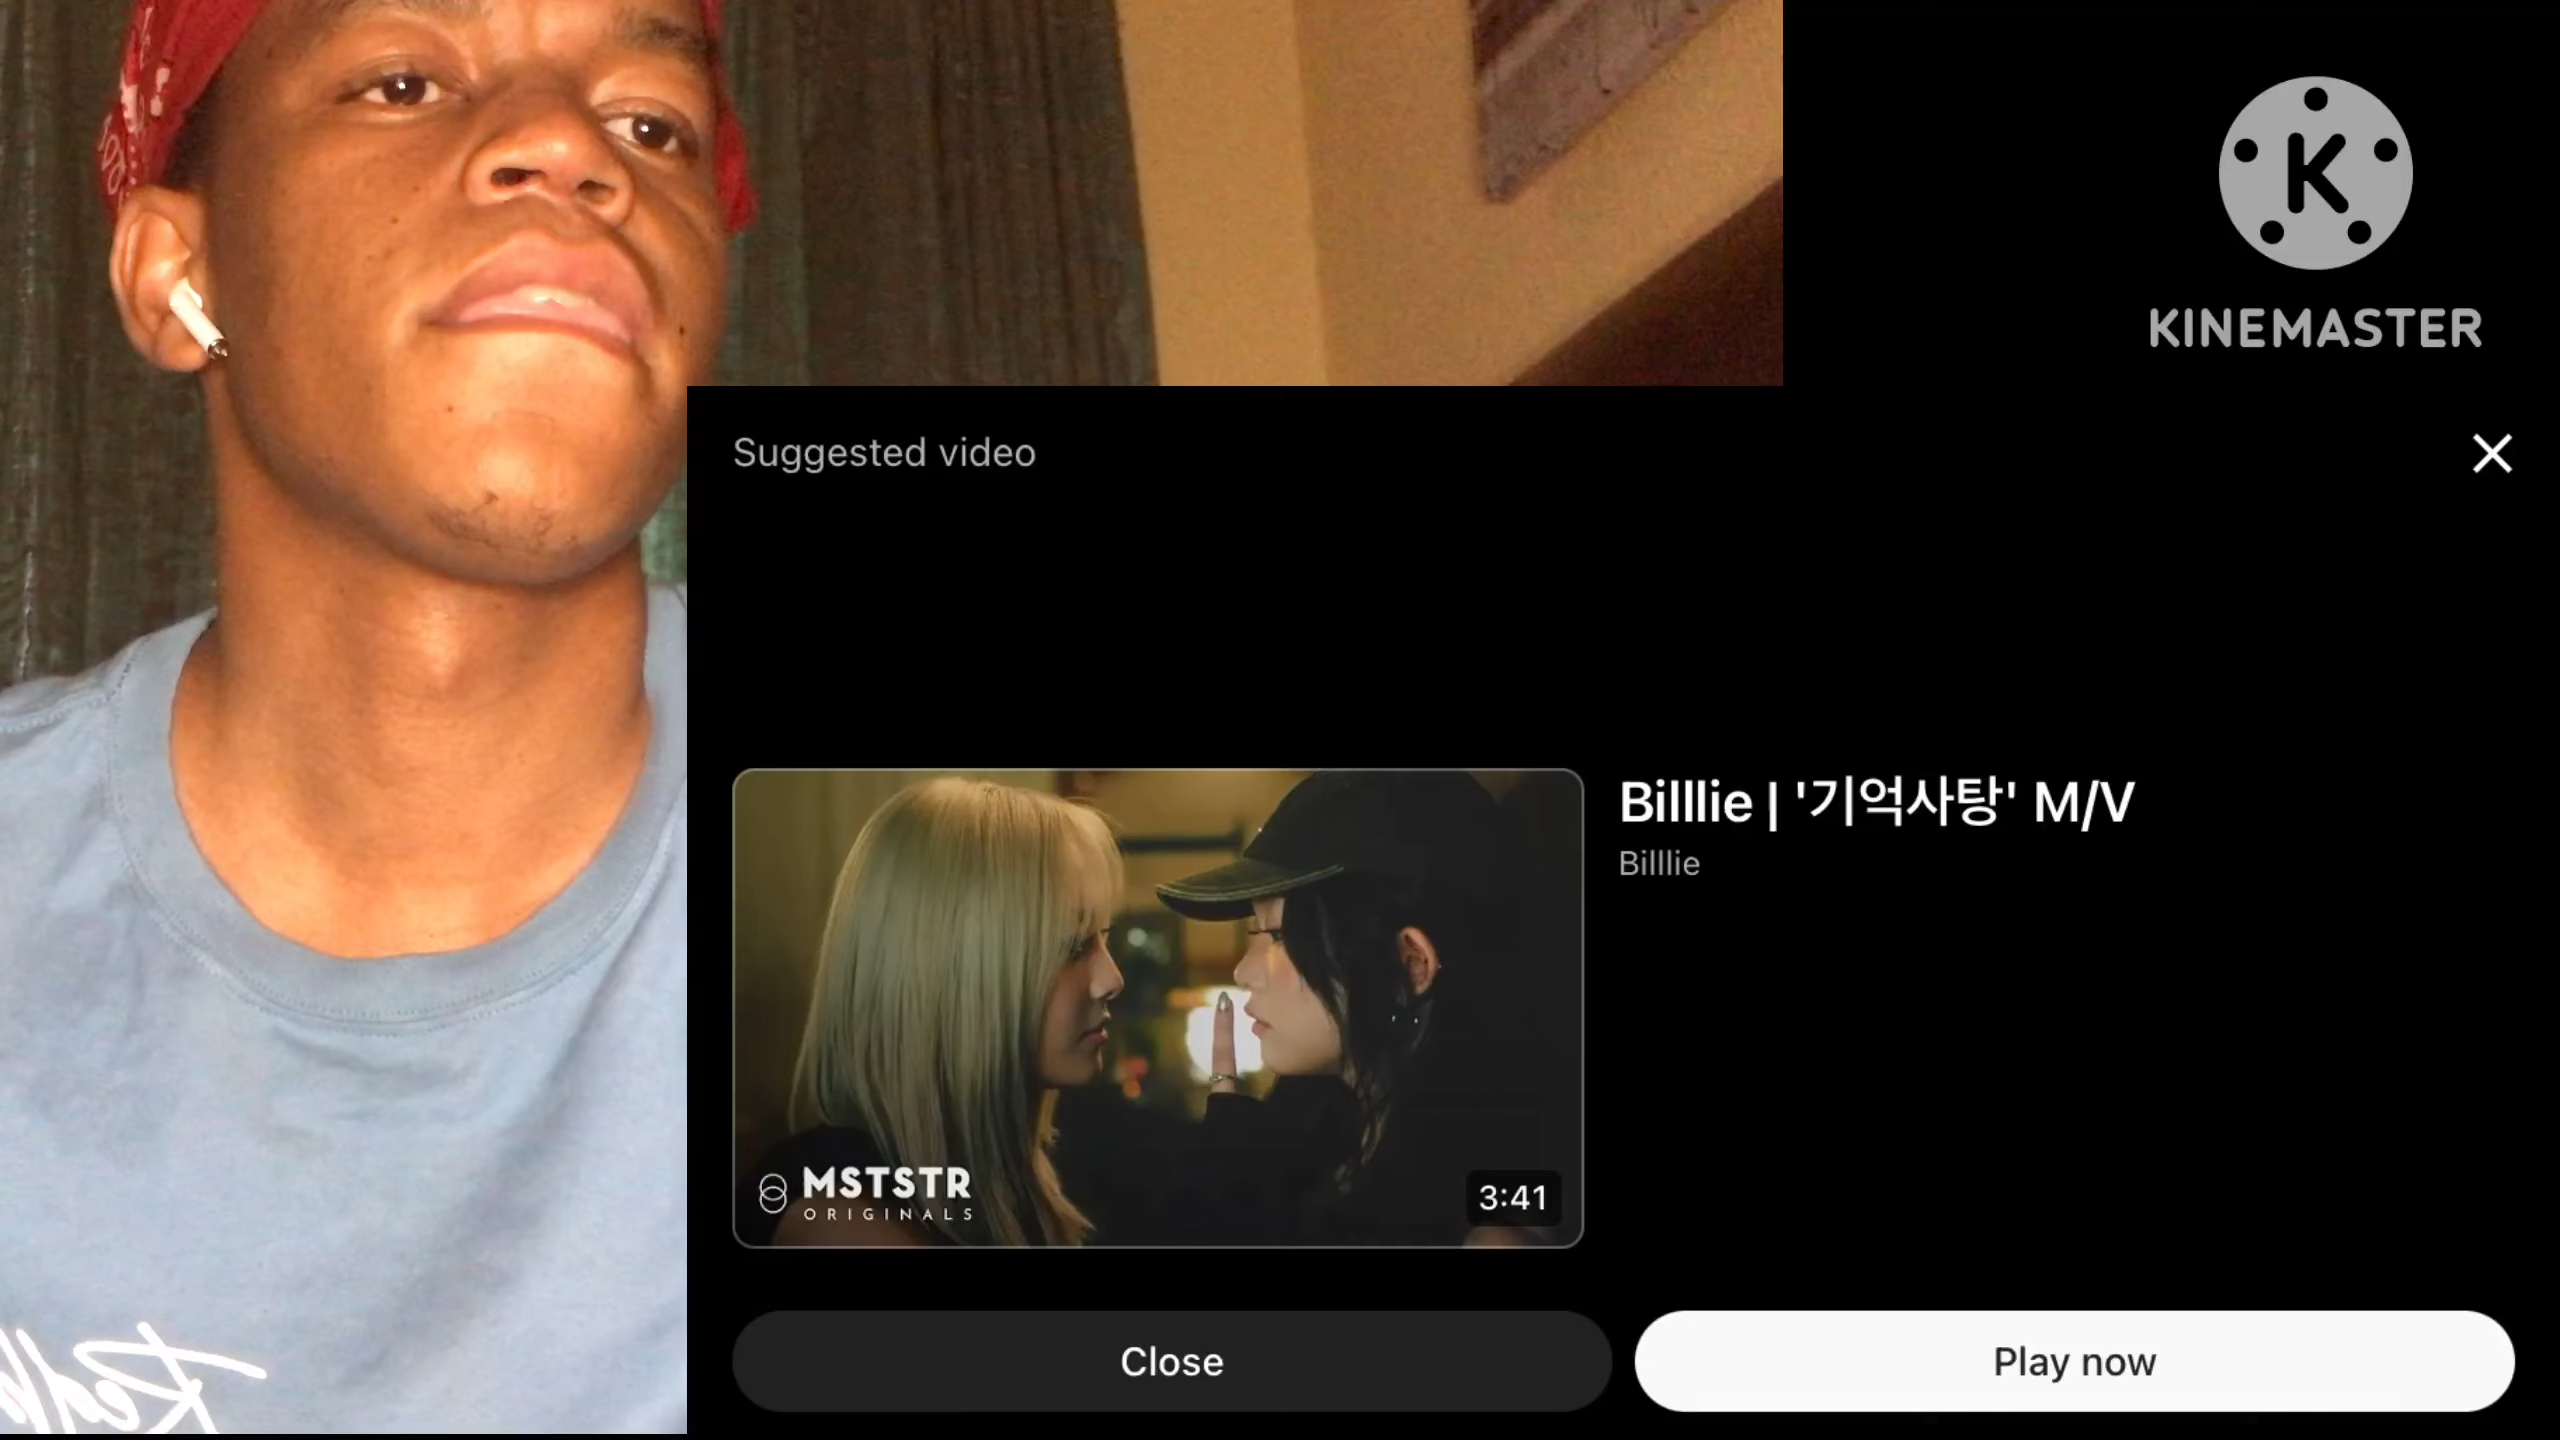 KINEMASTER
Suggested video
Billlie | '기억사탕' M/V
Billlie
MSTSTR
ORIGINALS
3:41
Close
Play now